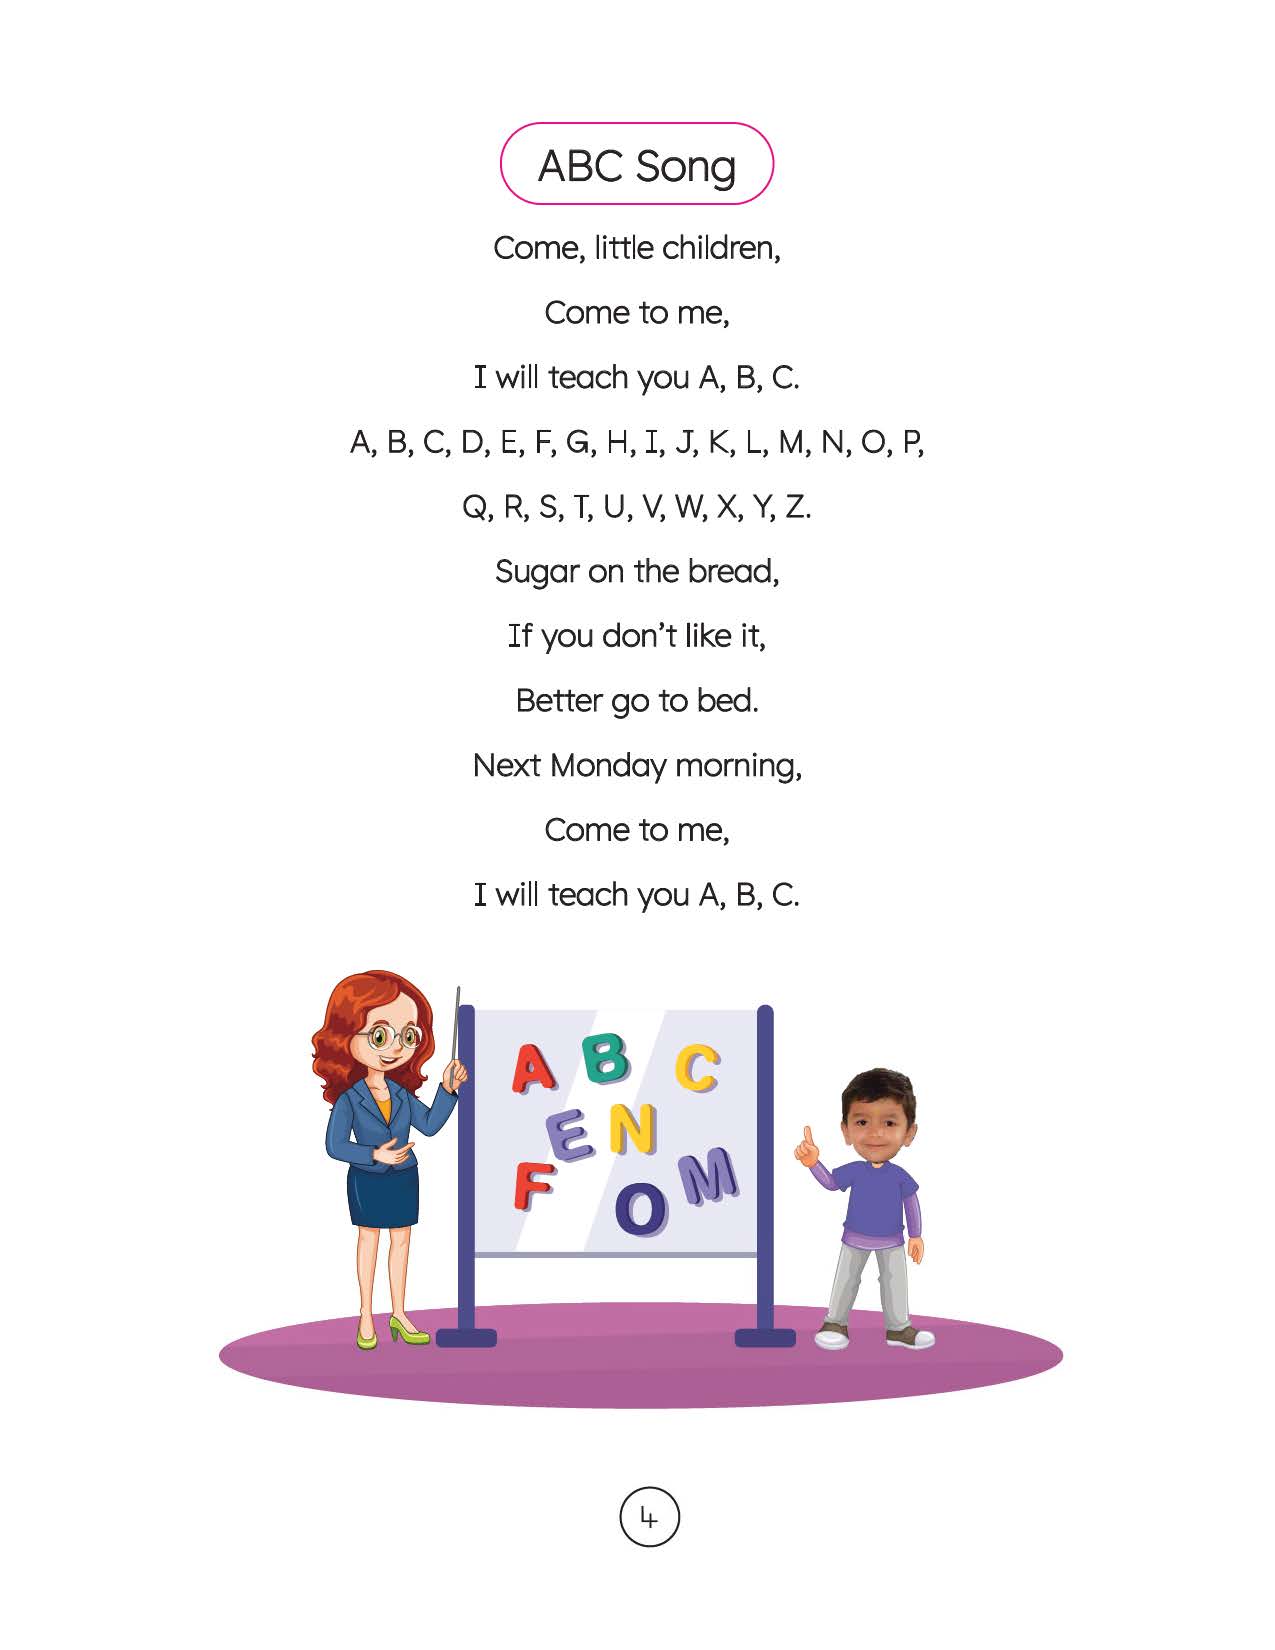 ABC Song
Come, little children,
Come to me,
I will teach you A, B, C.
A, B, C, D, E, F, G, H, I, J, K, L, M, N, O, P,
Q, R, S, T, U, V, W, X, Y, Z.
Sugar on the bread,
If you don't like it,
Better go to bed.
Next Monday morning,
Come to me,
I will teach you A, B, C.
A B C
E N
F O M
4